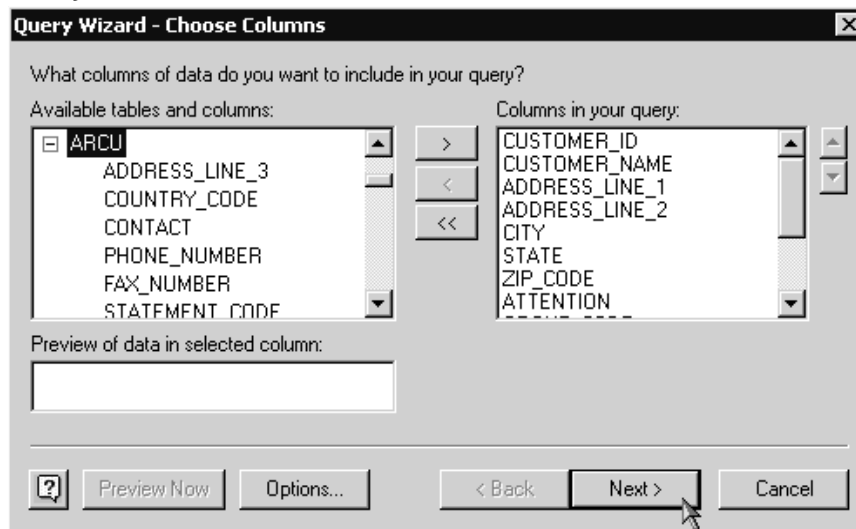 Query Wizard - Choose Columns
What columns of data do you want to include in your query?
Available tables and columns:
ARCU
ADDRESS_LINE_3
COUNTRY_CODE
CONTACT
PHONE_NUMBER
FAX_NUMBER
STATEMENT_CODE
>
<
<<
Columns in your query:
CUSTOMER_ID
CUSTOMER_NAME
ADDRESS_LINE_1
ADDRESS_LINE_2
CITY
STATE
ZIP_CODE
ATTENTION
Preview of data in selected column:
Preview Now
Options...
< Back
Next >
Cancel